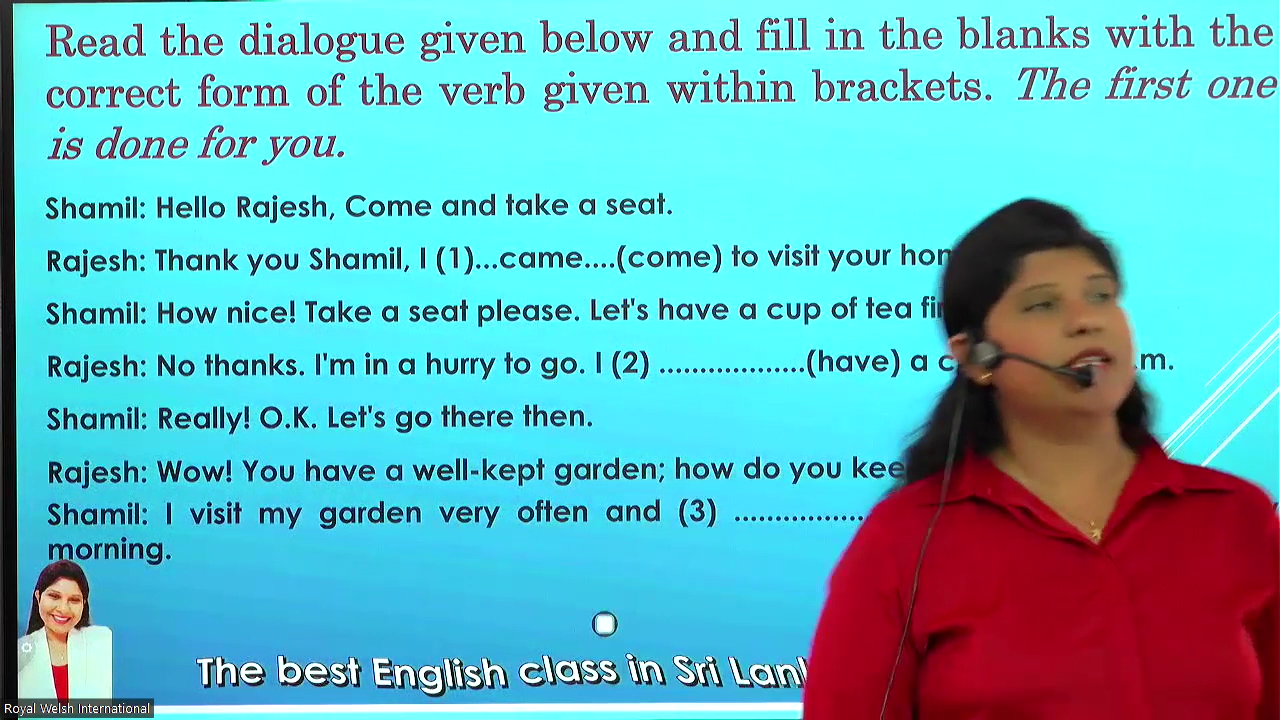 Read the dialogue given below and fill in the blanks with the
correct form of the verb given within brackets. The first one
is done for you.
Shamil: Hello Rajesh, Come and take a seat.
Rajesh: Thank you Shamil, I (1)...came....(come) to visit your
Shamil: How nice! Take a seat please. Let's have a cup of tea
Rajesh: No thanks. I'm in a hurry to go. I (2) ..................(have) a .m.
Shamil: Really! O.K. Let's go there then.
Rajesh: Wow! You have a well-kept garden; how do you
Shamil: I visit my garden very often and (3) ................
morning.
The best English class in Sri
Royal Welsh International